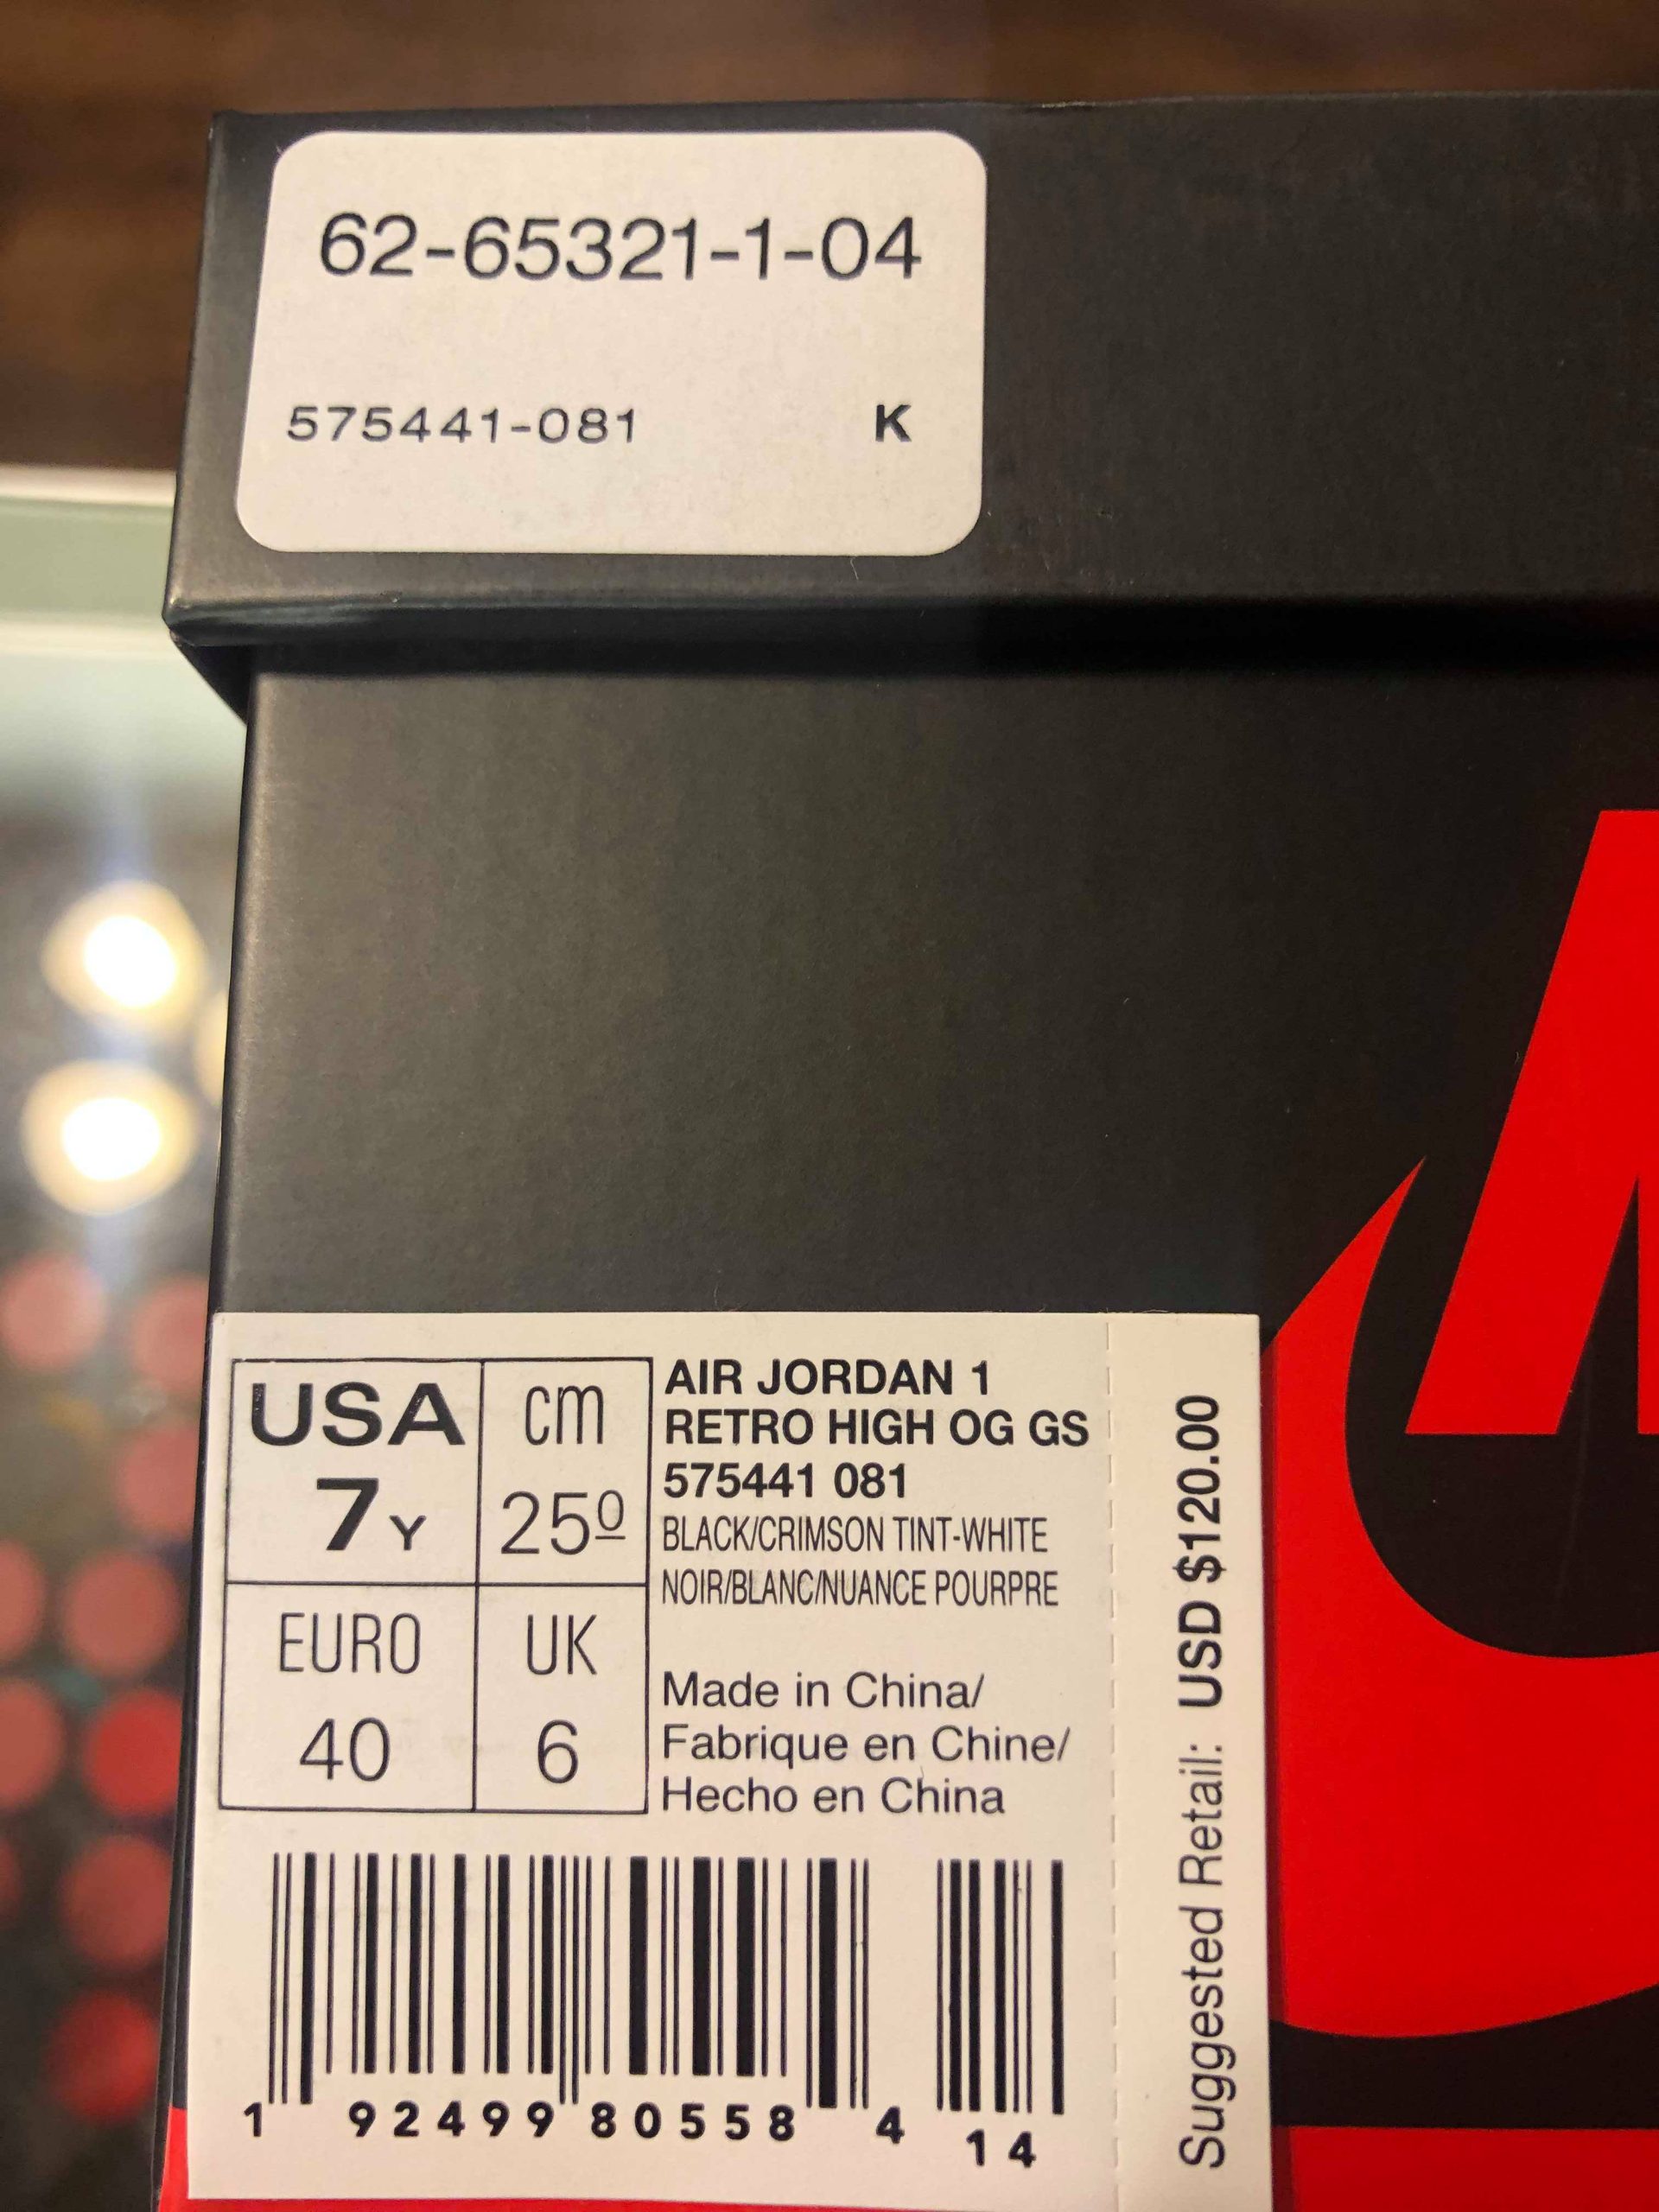 62-65321-1-04
575441-081 K
USA
7 Y
cm
25º
EURO
40
UK
6
AIR JORDAN 1
RETRO HIGH OG GS
575441 081
BLACK/CRIMSON TINT-WHITE
NOIR/BLANC/NUANCE POURPRE
Made in China/
Fabrique en Chine/
Hecho en China
1 92499 80558 4
14
Suggested Retail: USD $120.00